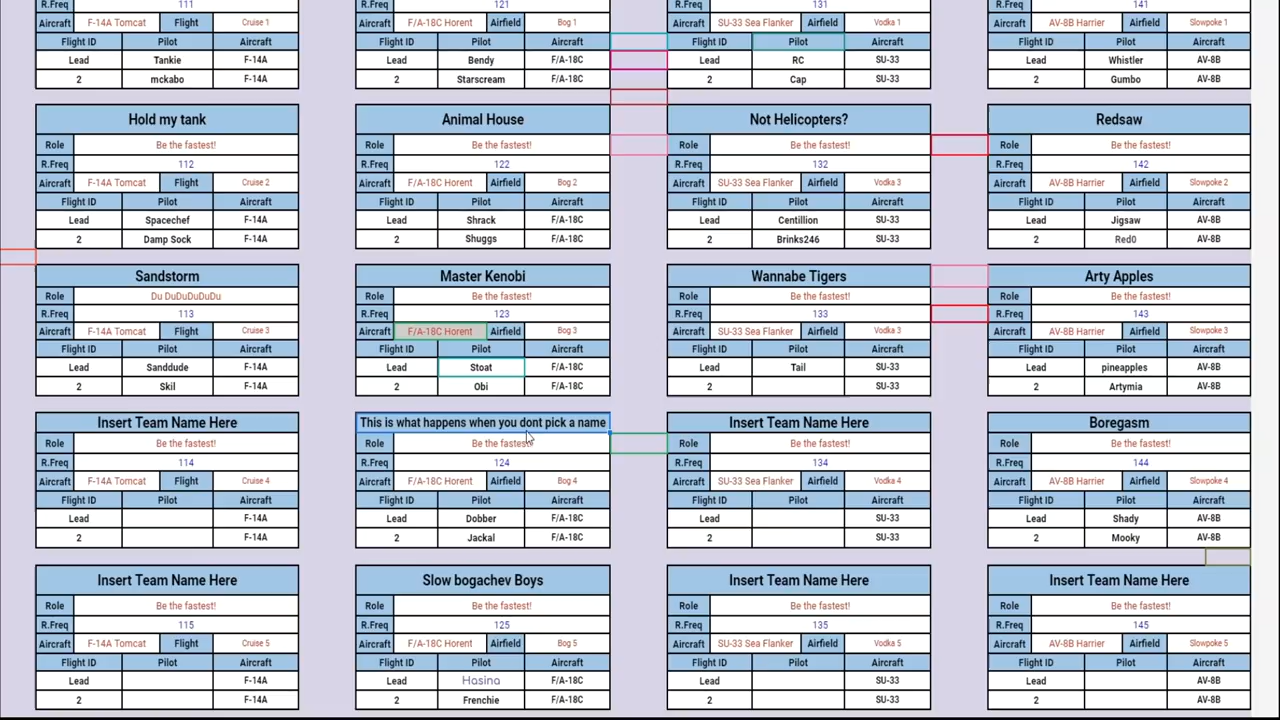 R.Freq 111 R.Freq 121 R.Freq 131 R.Freq 141
Aircraft F-14A Tomcat Flight Cruise 1 Aircraft F/A-18C Horent Airfield Bog 1 Aircraft SU-33 Sea Flanker Airfield Vodka 1 Aircraft AV-8B Harrier Airfield Slowpoke 1
Flight ID Pilot Aircraft Flight ID Pilot Aircraft Flight ID Pilot Aircraft Flight ID Pilot Aircraft
Lead Tankie F-14A Lead Bendy F/A-18C Lead RC SU-33 Lead Whistler AV-8B
2 mckabo F-14A 2 Starscream F/A-18C 2 Cap SU-33 2 Gumbo AV-8B
Hold my tank Animal House Not Helicopters? Redsaw
Role Be the fastest! Role Be the fastest! Role Be the fastest! Role Be the fastest!
R.Freq 112 R.Freq 122 R.Freq 132 R.Freq 142
Aircraft F-14A Tomcat Flight Cruise 2 Aircraft F/A-18C Horent Airfield Bog 2 Aircraft SU-33 Sea Flanker Airfield Vodka 3 Aircraft AV-8B Harrier Airfield Slowpoke 2
Flight ID Pilot Aircraft Flight ID Pilot Aircraft Flight ID Pilot Aircraft Flight ID Pilot Aircraft
Lead Spacechef F-14A Lead Shrack F/A-18C Lead Centillion SU-33 Lead Jigsaw AV-8B
2 Damp Sock F-14A 2 Shuggs F/A-18C 2 Brinks246 SU-33 2 Red0 AV-8B
Sandstorm Master Kenobi Wannabe Tigers Arty Apples
Role Du DuDuDuDuDu Role Be the fastest! Role Be the fastest! Role Be the fastest!
R.Freq 113 R.Freq 123 R.Freq 133 R.Freq 143
Aircraft F-14A Tomcat Flight Cruise 3 Aircraft F/A-18C Horent Airfield Bog 3 Aircraft SU-33 Sea Flanker Airfield Vodka 3 Aircraft AV-8B Harrier Airfield Slowpoke 3
Flight ID Pilot Aircraft Flight ID Pilot Aircraft Flight ID Pilot Aircraft Flight ID Pilot Aircraft
Lead Sanddude F-14A Lead Stoat F/A-18C Lead Tail SU-33 Lead pineapples AV-8B
2 Skil F-14A 2 Obi F/A-18C 2 SU-33 2 Artymia AV-8B
Insert Team Name Here This is what happens when you dont pick a name Insert Team Name Here Boregasm
Role Be the fastest! Role Be the fastest! Role Be the fastest! Role Be the fastest!
R.Freq 114 R.Freq 124 R.Freq 134 R.Freq 144
Aircraft F-14A Tomcat Flight Cruise 4 Aircraft F/A-18C Horent Airfield Bog 4 Aircraft SU-33 Sea Flanker Airfield Vodka 4 Aircraft AV-8B Harrier Airfield Slowpoke 4
Flight ID Pilot Aircraft Flight ID Pilot Aircraft Flight ID Pilot Aircraft Flight ID Pilot Aircraft
Lead F-14A Lead Dobber F/A-18C Lead SU-33 Lead Shady AV-8B
2 F-14A 2 Jackal F/A-18C 2 SU-33 2 Mooky AV-8B
Insert Team Name Here Slow bogachev Boys Insert Team Name Here Insert Team Name Here
Role Be the fastest! Role Be the fastest! Role Be the fastest! Role Be the fastest!
R.Freq 115 R.Freq 125 R.Freq 135 R.Freq 145
Aircraft F-14A Tomcat Flight Cruise 5 Aircraft F/A-18C Horent Airfield Bog 5 Aircraft SU-33 Sea Flanker Airfield Vodka 5 Aircraft AV-8B Harrier Airfield Slowpoke 5
Flight ID Pilot Aircraft Flight ID Pilot Aircraft Flight ID Pilot Aircraft Flight ID Pilot Aircraft
Lead F-14A Lead Hasina F/A-18C Lead SU-33 Lead AV-8B
2 F-14A 2 Frenchie F/A-18C 2 SU-33 2 AV-8B